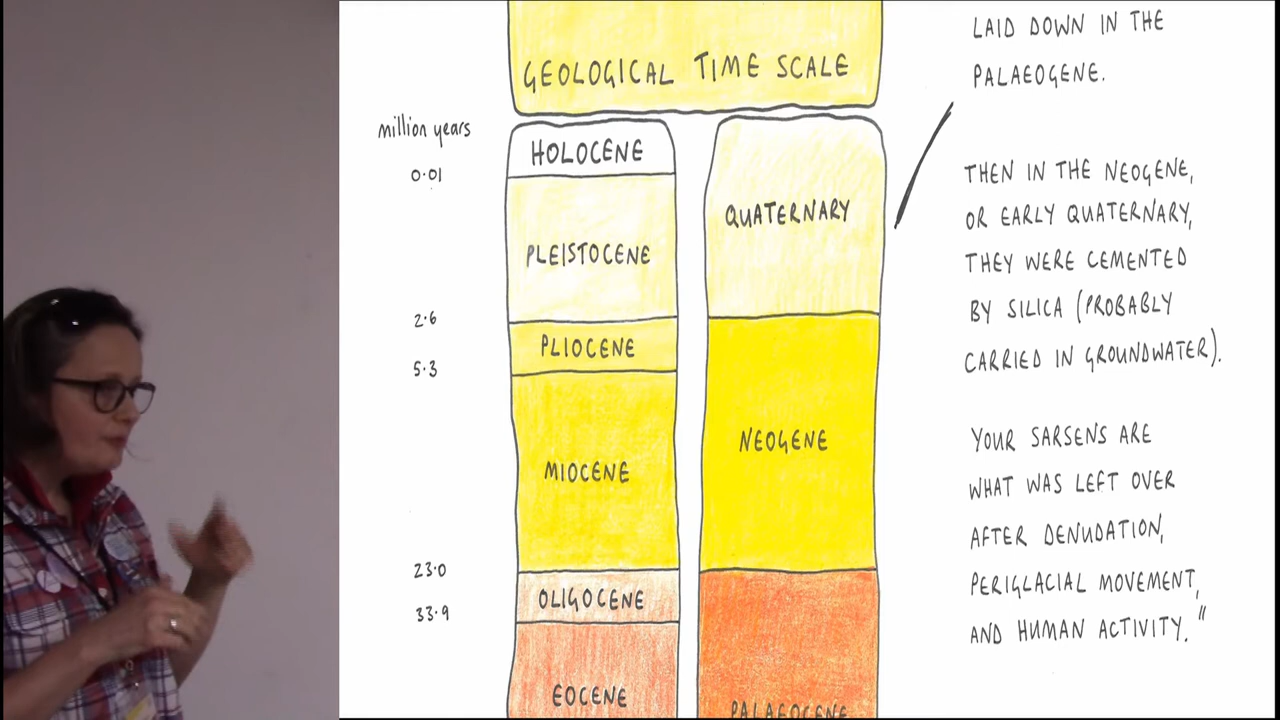 GEOLOGICAL TIME SCALE
million years
HOLOCENE
0.01
PLEISTOCENE
2.6
PLIOCENE
5.3
MIOCENE
23.0
OLIGOCENE
33.9
EOCENE
QUATERNARY
NEOGENE
PALAEOCENE
LAID DOWN IN THE
PALAEOGENE.
THEN IN THE NEOGENE,
OR EARLY QUATERNARY,
THEY WERE CEMENTED
BY SILICA (PROBABLY
CARRIED IN GROUNDWATER).
YOUR SARSENS ARE
WHAT WAS LEFT OVER
AFTER DENUDATION,
PERIGLACIAL MOVEMENT,
AND HUMAN ACTIVITY."